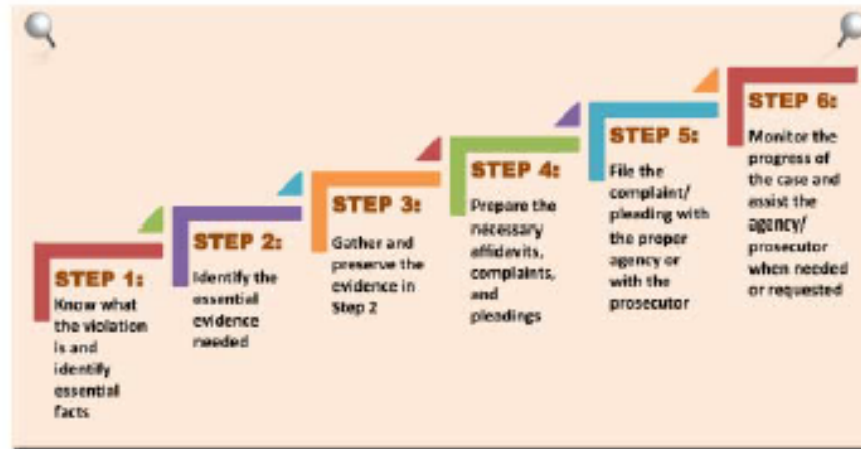 STEP 1:
Know what
the violation
is and
identify
essential
facts
STEP 2:
Identify the
essential
evidence
needed
STEP 3:
Gather and
preserve the
evidence in
Step 2
STEP 4:
Prepare the
necessary
affidavits,
complaints,
and
pleadings
STEP 5:
File the
complaint/
pleading with
the proper
agency or
with the
prosecutor
STEP 6:
Monitor the
progress of
the case and
assist the
agency/
prosecutor
when needed
or requested